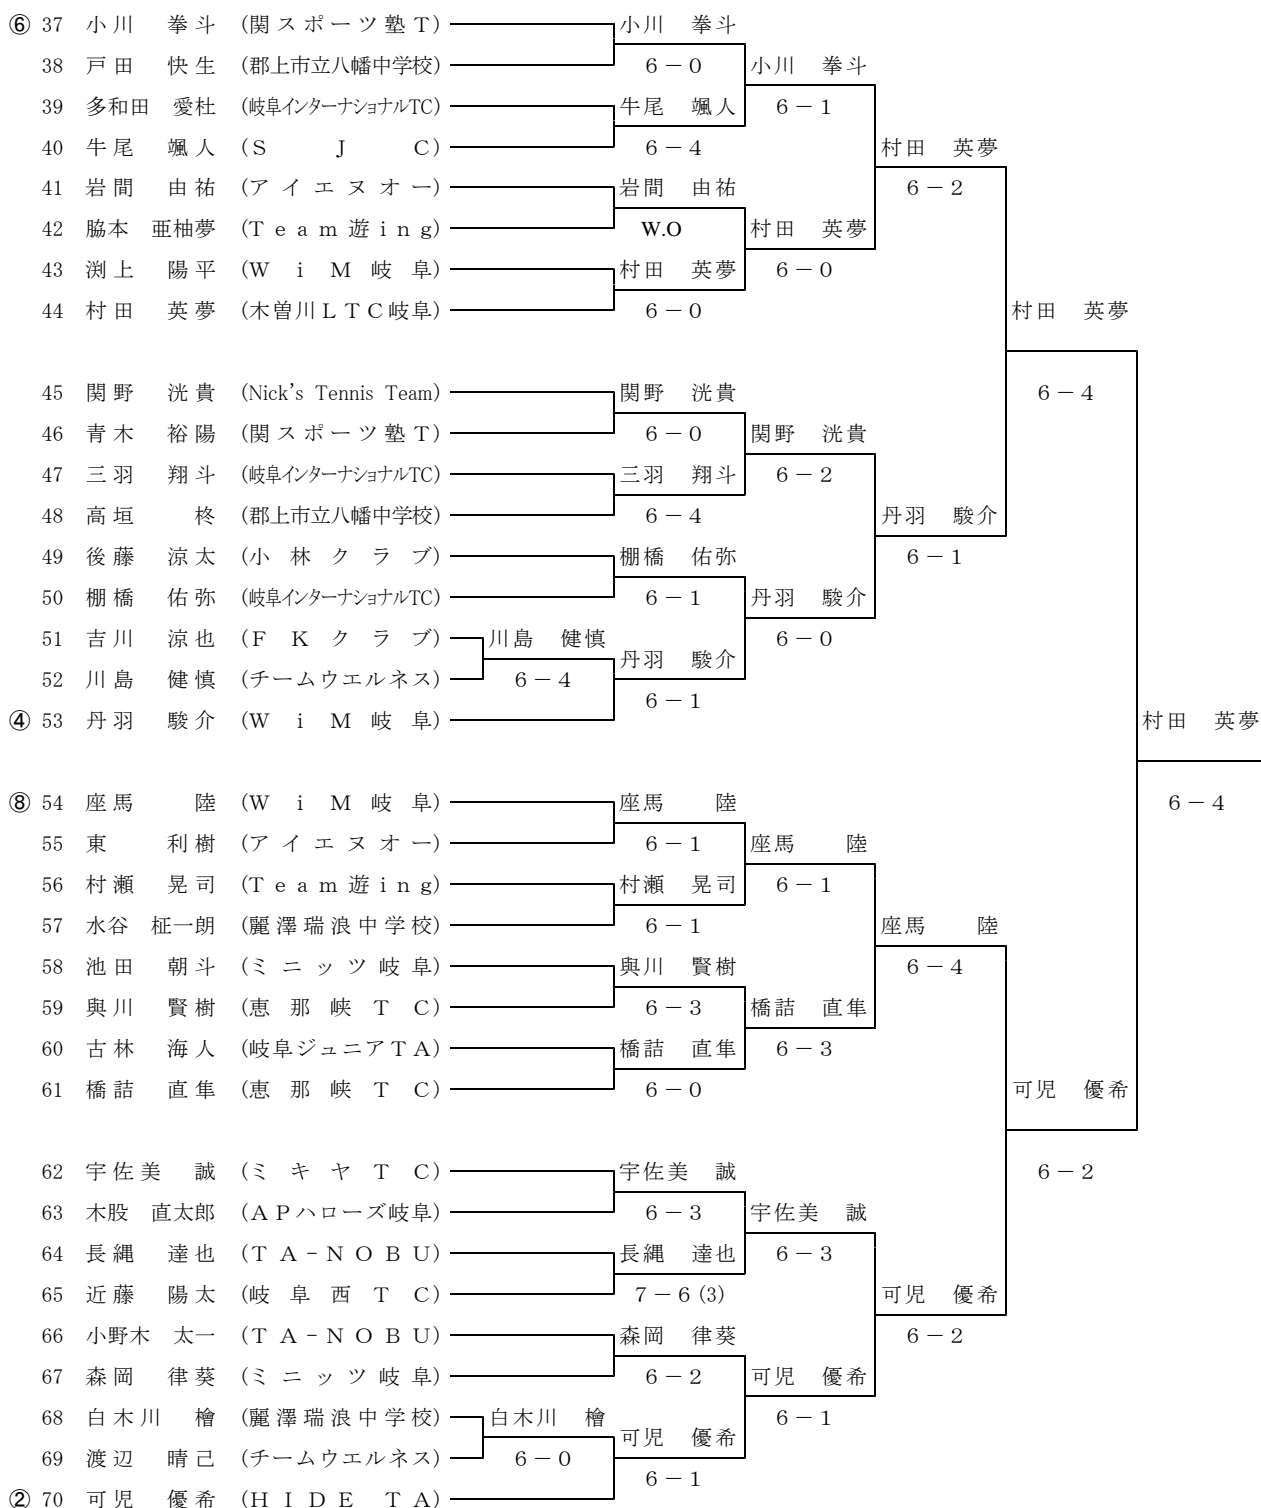 ⑥ 37 小川 拳斗 (関スポーツ塾T) 小川 拳斗
38 戸田 快生 (郡上市立八幡中学校) 6－0 小川 拳斗
39 多和田 愛杜 (岐阜インターナショナルTC) 牛尾 颯人 6－1
40 牛尾 颯人 (S J C) 6－4 村田 英夢
41 岩間 由祐 (アイエヌオー) 岩間 由祐 6－2
42 脇本 亜柚夢 (Team遊ing) W.O 村田 英夢
43 渕上 陽平 (WiM岐阜) 村田 英夢 6－0
44 村田 英夢 (木曽川LTC岐阜) 6－0 村田 英夢
45 関野 洸貴 (Nick's Tennis Team) 関野 洸貴 6－4
46 青木 裕陽 (関スポーツ塾T) 6－0 関野 洸貴
47 三羽 翔斗 (岐阜インターナショナルTC) 三羽 翔斗 6－2
48 高垣 柊 (郡上市立八幡中学校) 6－4 丹羽 駿介
49 後藤 涼太 (小林クラブ) 棚橋 佑弥 6－1
50 棚橋 佑弥 (岐阜インターナショナルTC) 6－1 丹羽 駿介
51 吉川 涼也 (FKクラブ) 川島 健慎 6－0
丹羽 駿介
52 川島 健慎 (チームウエルネス) 6－4
6－1
④ 53 丹羽 駿介 (WiM岐阜) 村田 英夢
⑧ 54 座馬 陸 (WiM岐阜) 座馬 陸 6－4
55 東 利樹 (アイエヌオー) 6－1 座馬 陸
56 村瀬 晃司 (Team遊ing) 村瀬 晃司 6－1
57 水谷 柾一朗 (麗澤瑞浪中学校) 6－1 座馬 陸
58 池田 朝斗 (ミニッツ岐阜) 與川 賢樹 6－4
59 與川 賢樹 (恵那峡TC) 6－3 橋詰 直隼
60 古林 海人 (岐阜ジュニアTA) 橋詰 直隼 6－3
61 橋詰 直隼 (恵那峡TC) 6－0 可児 優希
62 宇佐美 誠 (ミキヤTC) 宇佐美 誠 6－2
63 木股 直太郎 (APハローズ岐阜) 6－3 宇佐美 誠
64 長縄 達也 (TA-NOBU) 長縄 達也 6－3
65 近藤 陽太 (岐阜西TC) 7－6(3) 可児 優希
66 小野木 太一 (TA-NOBU) 森岡 律葵 6－2
67 森岡 律葵 (ミニッツ岐阜) 6－2 可児 優希
68 白木川 檜 (麗澤瑞浪中学校) 白木川 檜 6－1
可児 優希
69 渡辺 晴己 (チームウエルネス) 6－0
6－1
② 70 可児 優希 (HIDE TA)